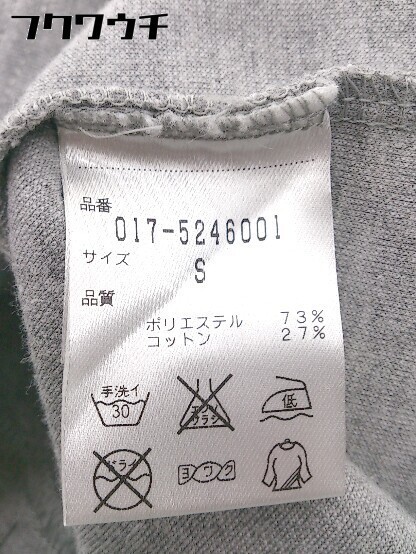 フクワウチ
品番
017-5246001
サイズ
S
品質
ポリエステル 73%
コットン 27%
手洗イ
30
エンソ
サラシ
低
ドライ
ヨワク